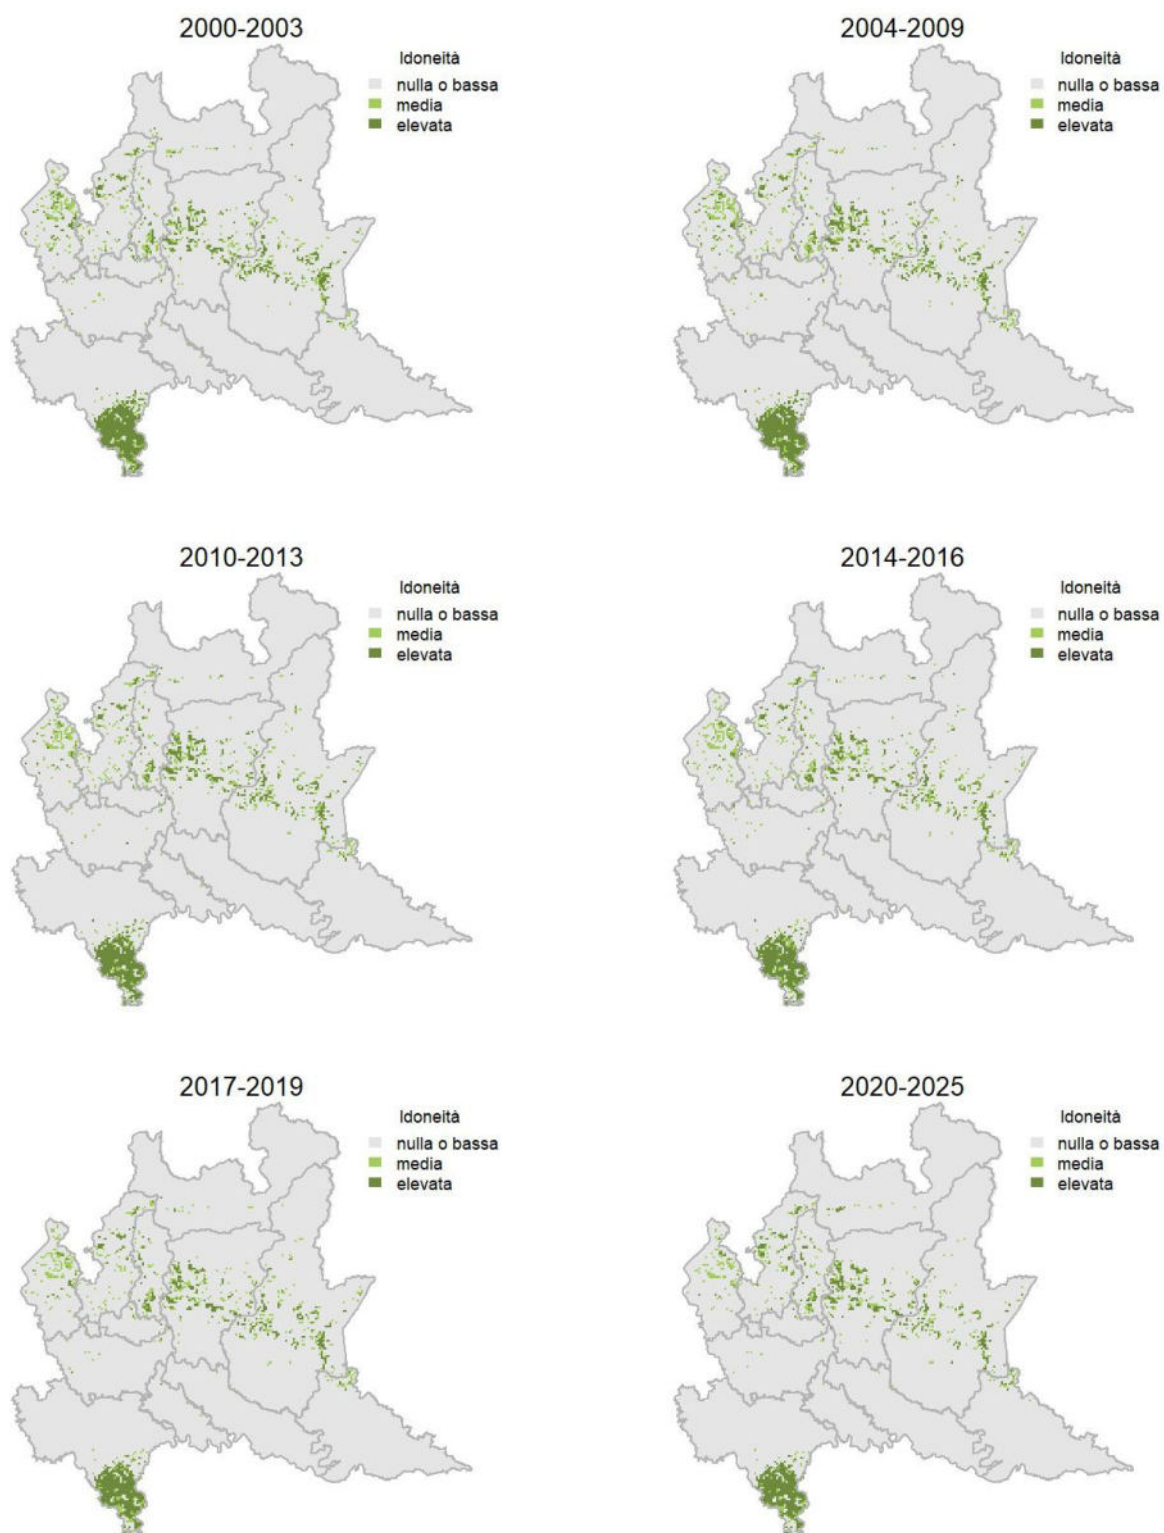 2000-2003
Idoneità
nulla o bassa
media
elevata
2004-2009
Idoneità
nulla o bassa
media
elevata
2010-2013
Idoneità
nulla o bassa
media
elevata
2014-2016
Idoneità
nulla o bassa
media
elevata
2017-2019
Idoneità
nulla o bassa
media
elevata
2020-2025
Idoneità
nulla o bassa
media
elevata